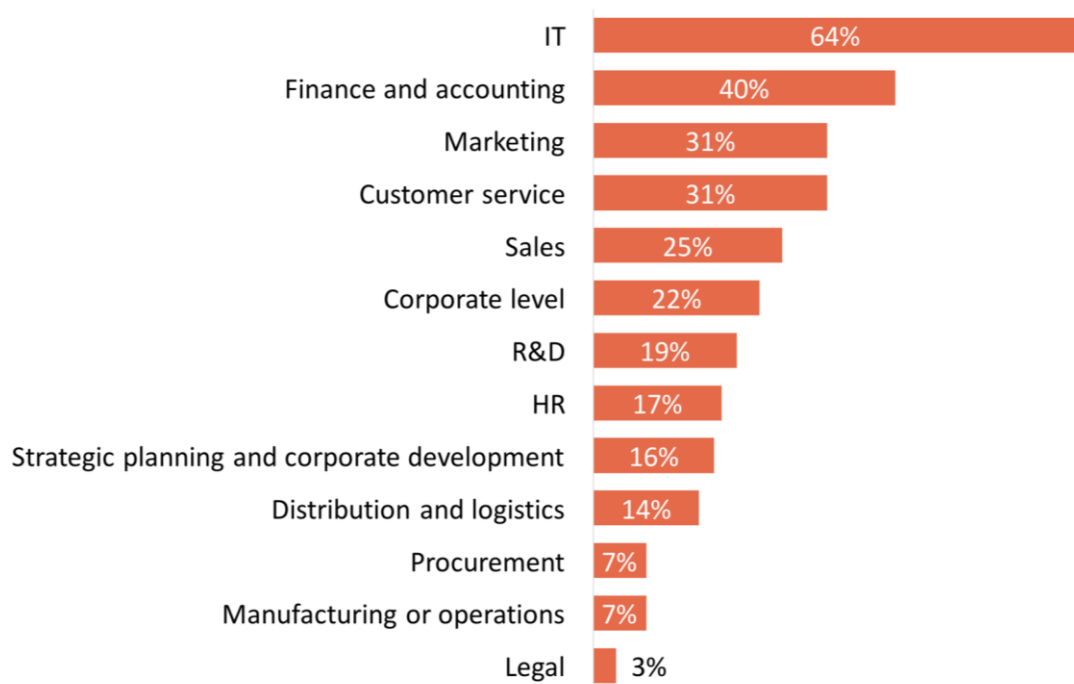 IT 64%
Finance and accounting 40%
Marketing 31%
Customer service 31%
Sales 25%
Corporate level 22%
R&D 19%
HR 17%
Strategic planning and corporate development 16%
Distribution and logistics 14%
Procurement 7%
Manufacturing or operations 7%
Legal 3%